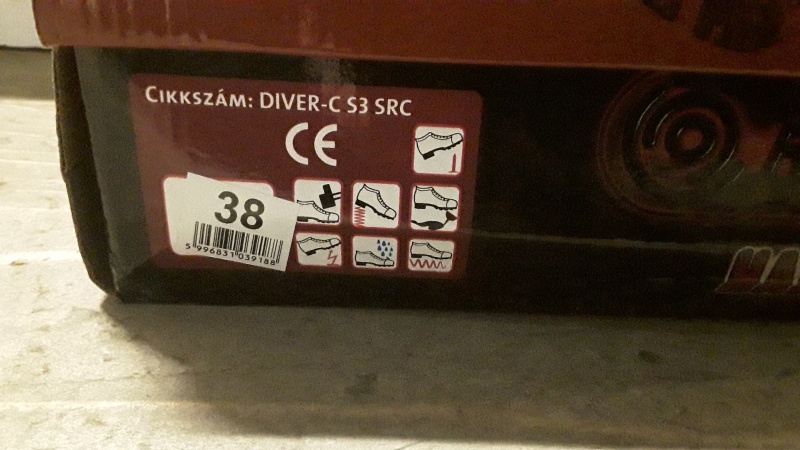 CIKKSZÁM: DIVER-C S3 SRC
CE
38
5 996831 039188